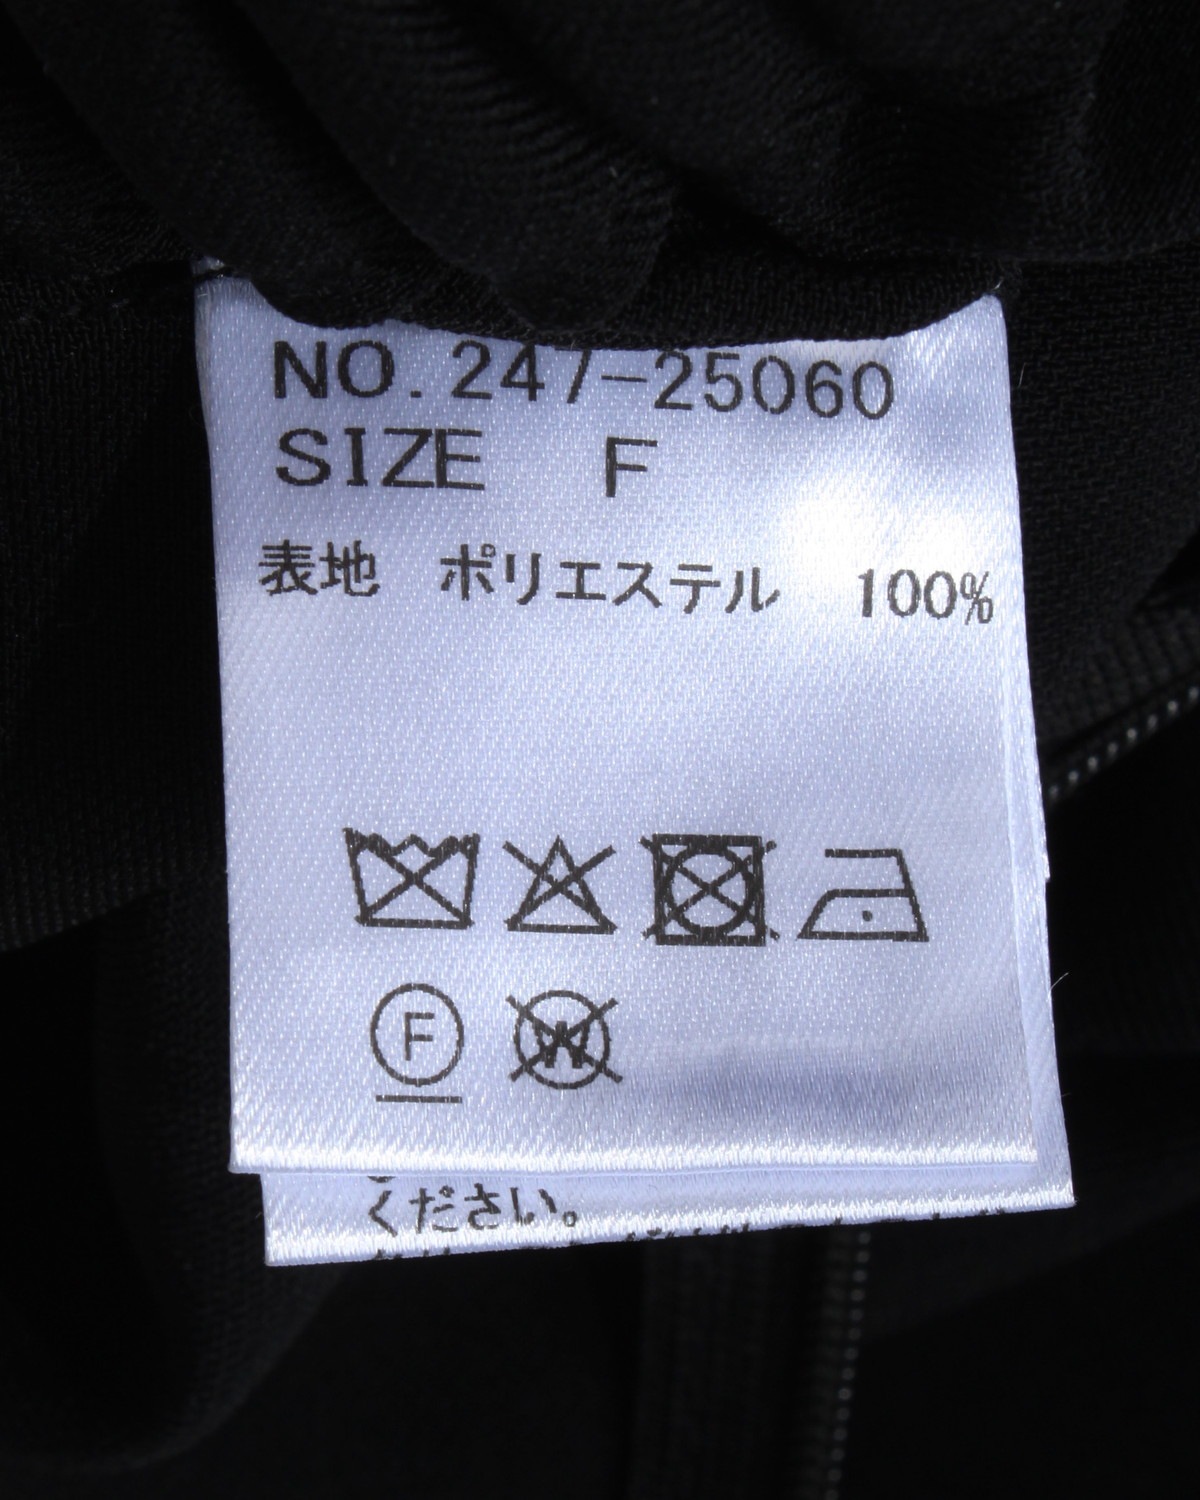 NO. 247-25060
SIZE F
表地 ポリエステル 100%
F
W
ください。